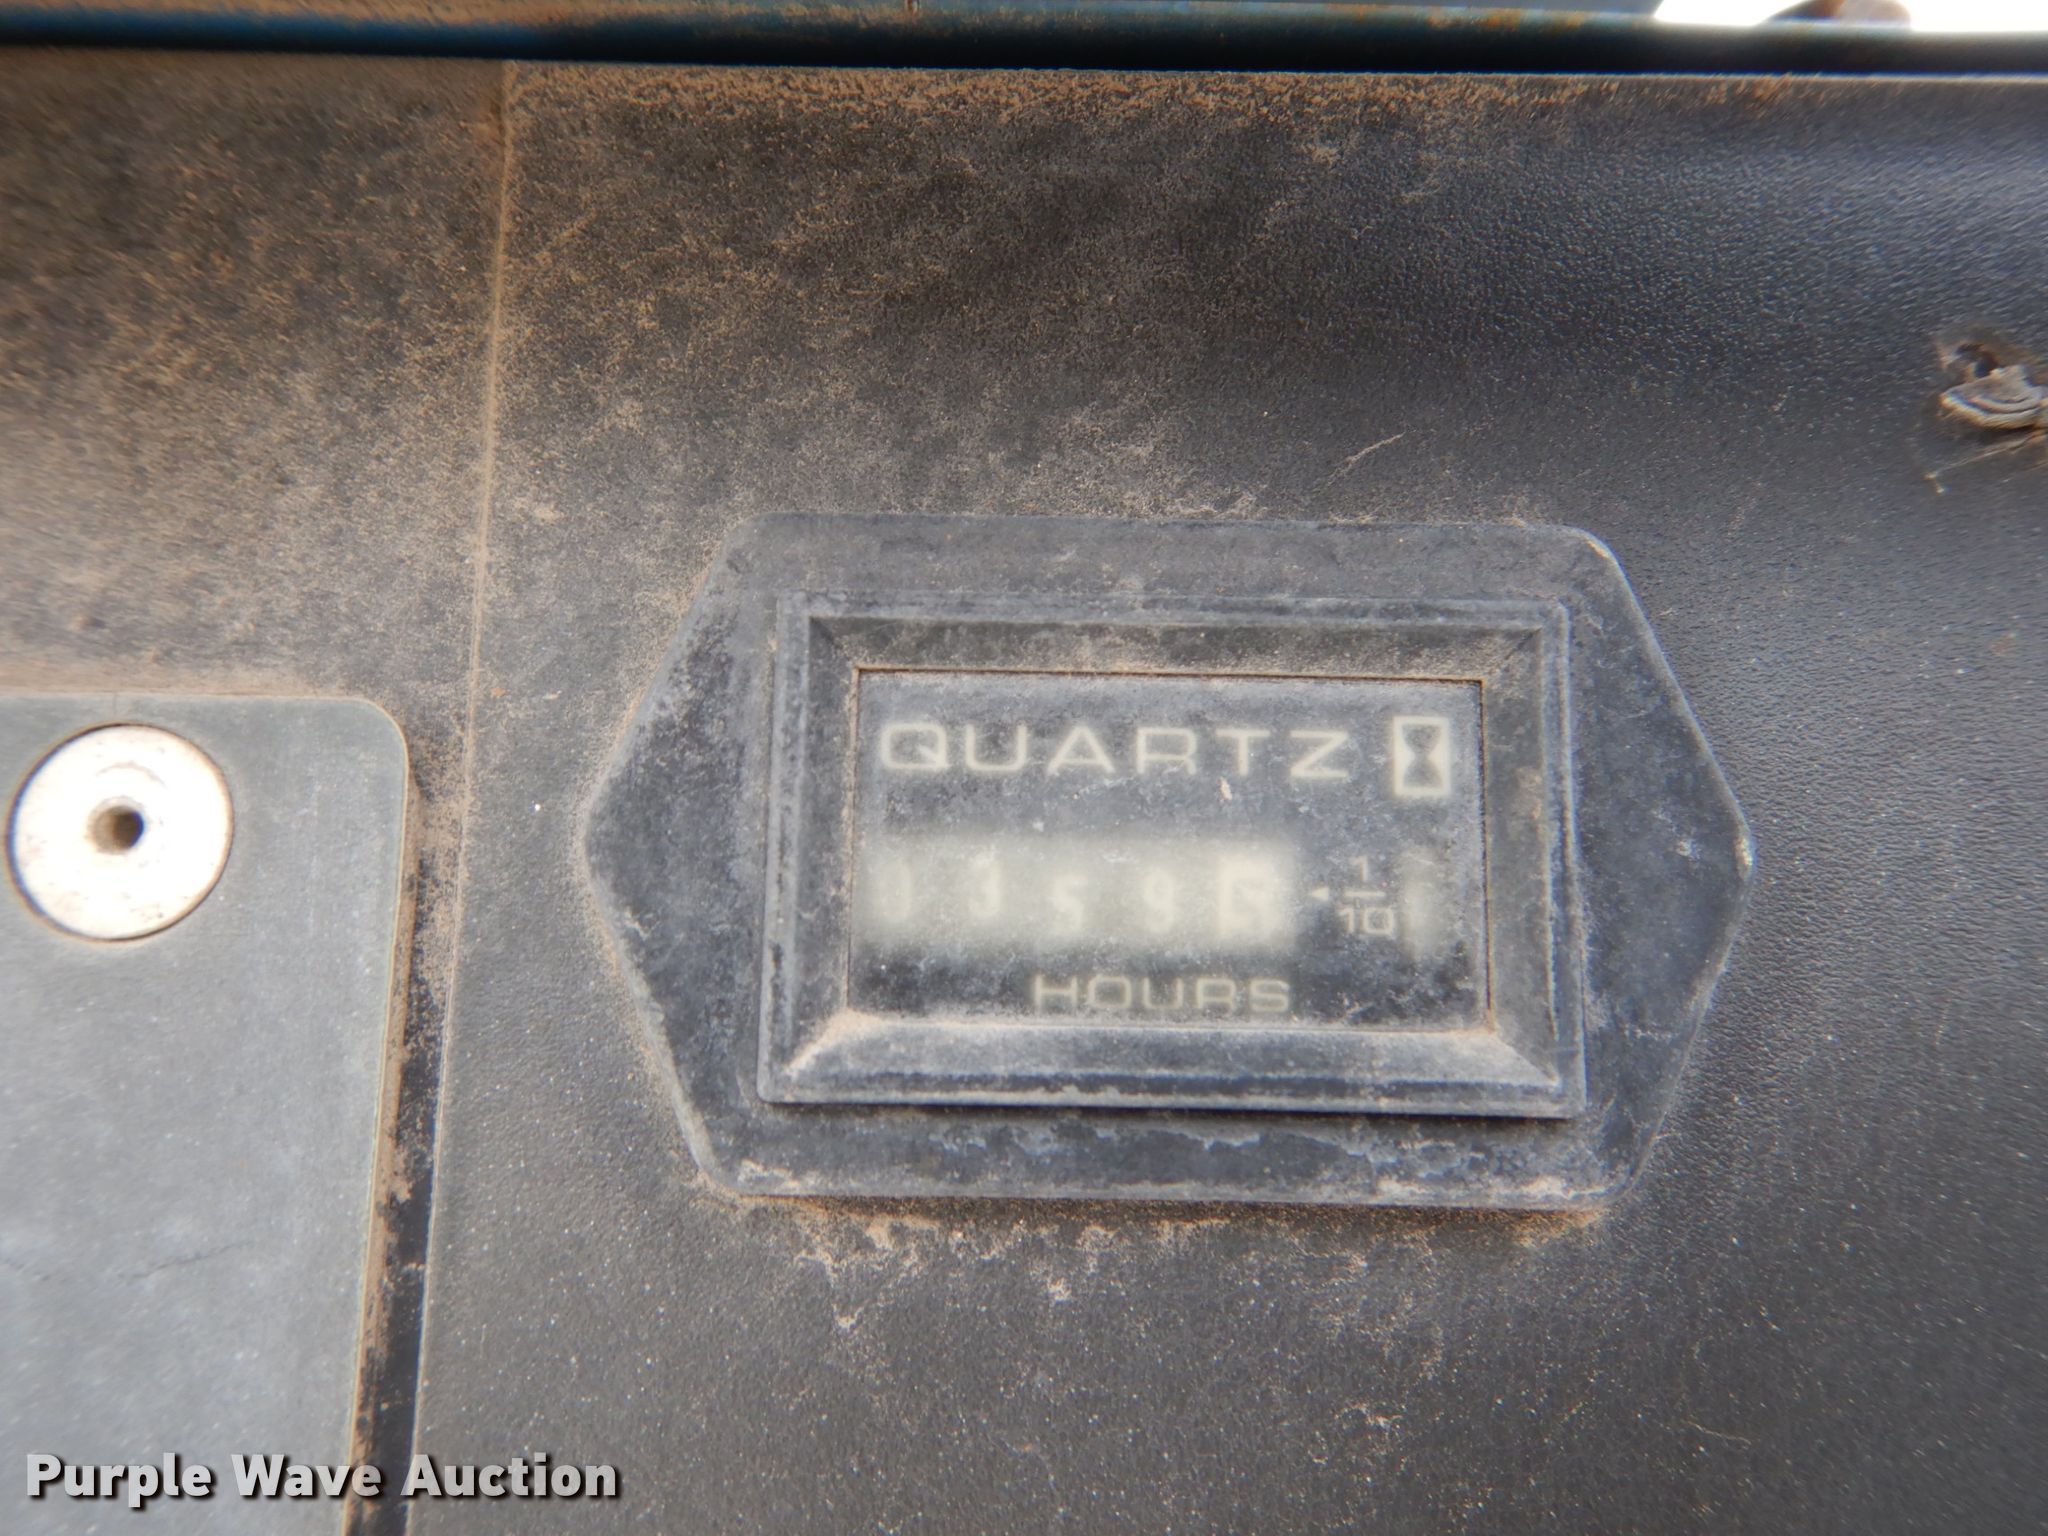 QUARTZ
0359 1/10
HOURS
Purple Wave Auction